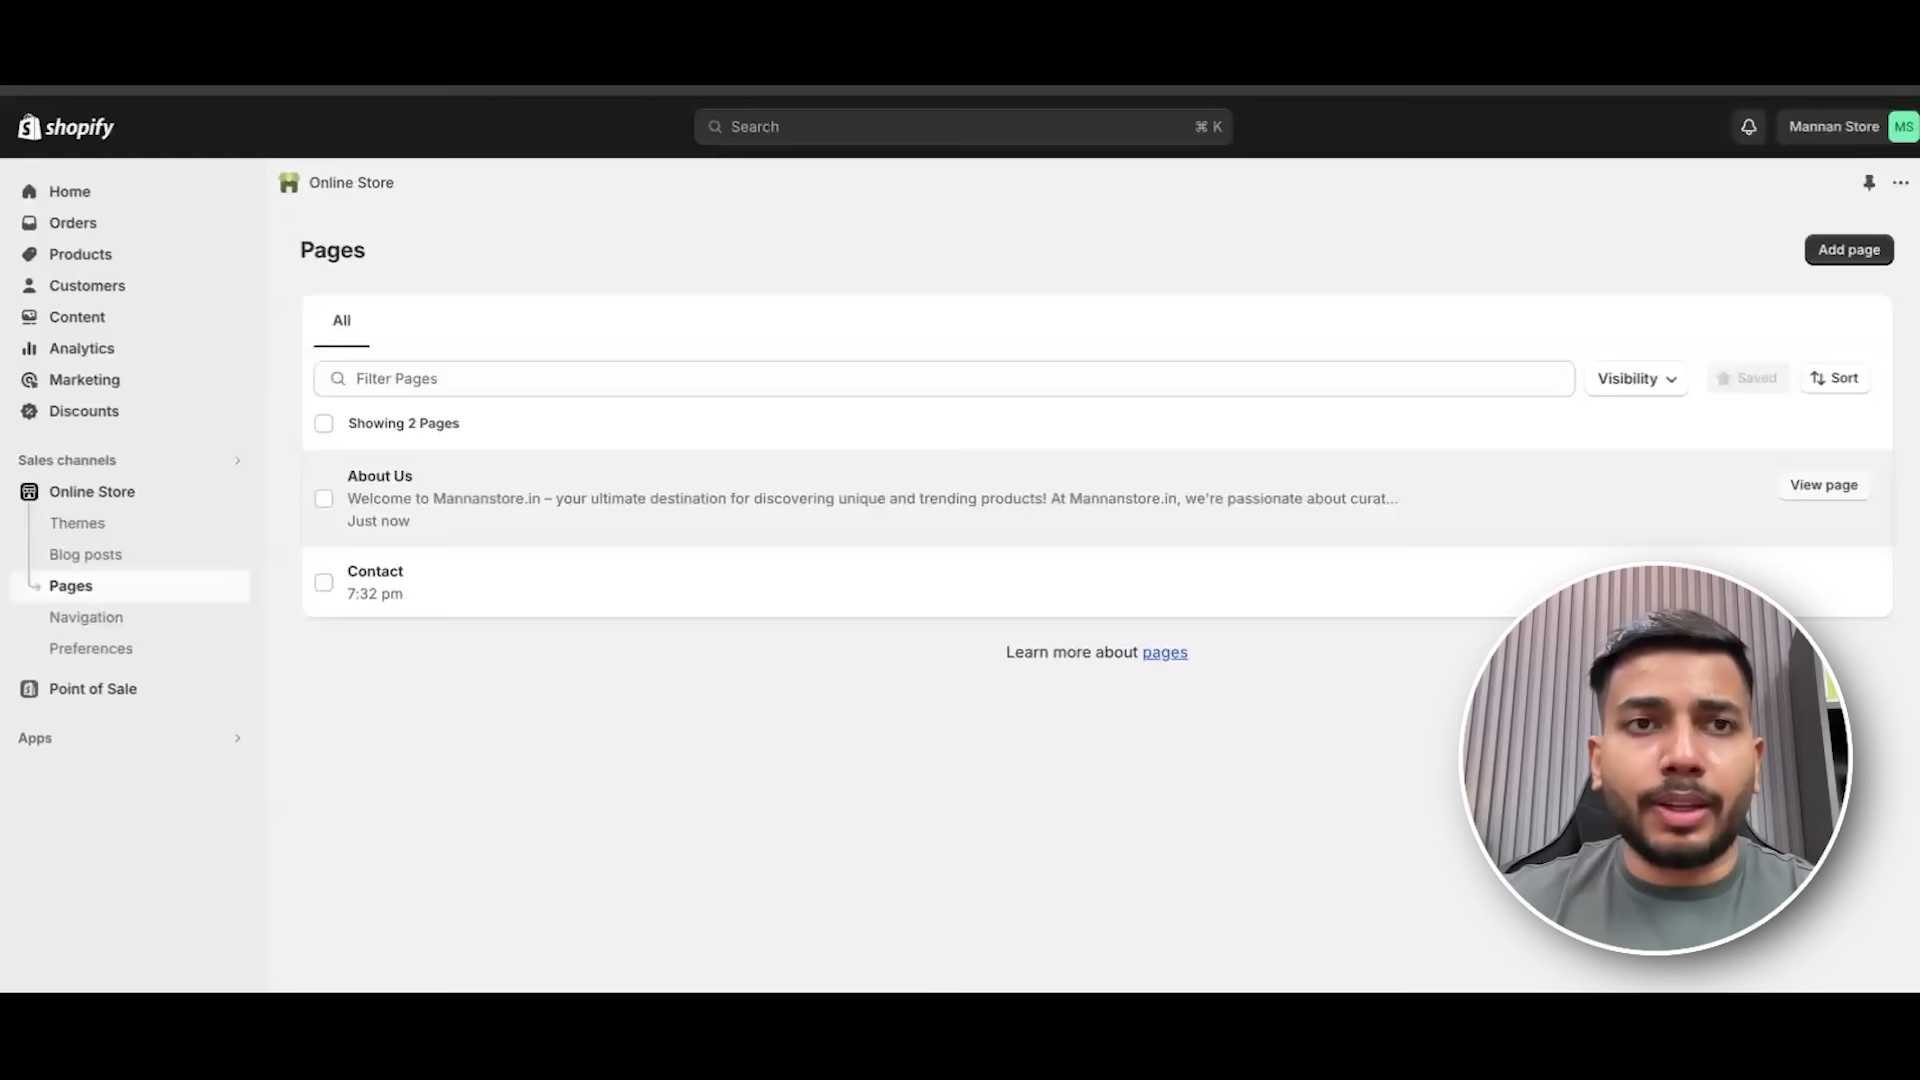 shopify
Search
⌘ K
Mannan Store
MS
Home
Orders
Products
Customers
Content
Analytics
Marketing
Discounts
Sales channels
Online Store
Themes
Blog posts
Pages
Navigation
Preferences
Point of Sale
Apps
Online Store
Pages
Add page
All
Filter Pages
Visibility
Saved
Sort
Showing 2 Pages
About Us
Welcome to Mannanstore.in – your ultimate destination for discovering unique and trending products! At Mannanstore.in, we're passionate about curat...
Just now
View page
Contact
7:32 pm
Learn more about pages